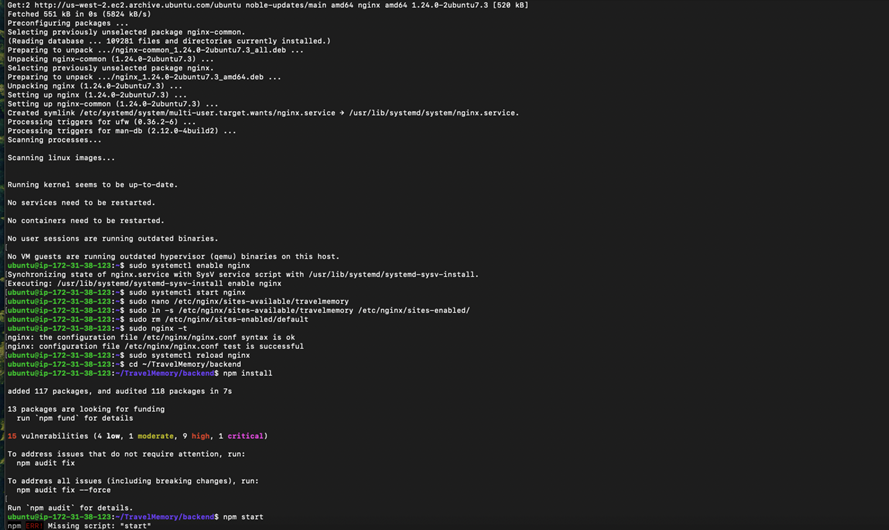 Get:2 http://us-west-2.ec2.archive.ubuntu.com/ubuntu noble-updates/main amd64 nginx amd64 1.24.0-2ubuntu7.3 [520 kB]
Fetched 551 kB in 0s (5824 kB/s)
Preconfiguring packages ...
Selecting previously unselected package nginx-common.
(Reading database ... 109281 files and directories currently installed.)
Preparing to unpack .../nginx-common_1.24.0-2ubuntu7.3_all.deb ...
Unpacking nginx-common (1.24.0-2ubuntu7.3) ...
Selecting previously unselected package nginx.
Preparing to unpack .../nginx_1.24.0-2ubuntu7.3_amd64.deb ...
Unpacking nginx (1.24.0-2ubuntu7.3) ...
Setting up nginx (1.24.0-2ubuntu7.3) ...
Setting up nginx-common (1.24.0-2ubuntu7.3) ...
Created symlink /etc/systemd/system/multi-user.target.wants/nginx.service → /usr/lib/systemd/system/nginx.service.
Processing triggers for ufw (0.36.2-6) ...
Processing triggers for man-db (2.12.0-4build2) ...
Scanning processes...
Scanning linux images...
Running kernel seems to be up-to-date.
No services need to be restarted.
No containers need to be restarted.
No user sessions are running outdated binaries.
No VM guests are running outdated hypervisor (qemu) binaries on this host.
ubuntu@ip-172-31-38-123:~$ sudo systemctl enable nginx
Synchronizing state of nginx.service with SysV service script with /usr/lib/systemd/systemd-sysv-install.
Executing: /usr/lib/systemd/systemd-sysv-install enable nginx
ubuntu@ip-172-31-38-123:~$ sudo systemctl start nginx
ubuntu@ip-172-31-38-123:~$ sudo nano /etc/nginx/sites-available/travelmemory
ubuntu@ip-172-31-38-123:~$ sudo ln -s /etc/nginx/sites-available/travelmemory /etc/nginx/sites-enabled/
ubuntu@ip-172-31-38-123:~$ sudo rm /etc/nginx/sites-enabled/default
ubuntu@ip-172-31-38-123:~$ sudo nginx -t
nginx: the configuration file /etc/nginx/nginx.conf syntax is ok
nginx: configuration file /etc/nginx/nginx.conf test is successful
ubuntu@ip-172-31-38-123:~$ sudo systemctl reload nginx
ubuntu@ip-172-31-38-123:~$ cd ~/TravelMemory/backend
ubuntu@ip-172-31-38-123:~/TravelMemory/backend$ npm install
added 117 packages, and audited 118 packages in 7s
13 packages are looking for funding
run `npm fund` for details
15 vulnerabilities (4 low, 1 moderate, 9 high, 1 critical)
To address issues that do not require attention, run:
npm audit fix
To address all issues (including breaking changes), run:
npm audit fix --force
Run `npm audit` for details.
ubuntu@ip-172-31-38-123:~/TravelMemory/backend$ npm start
npm ERR! Missing script: "start"